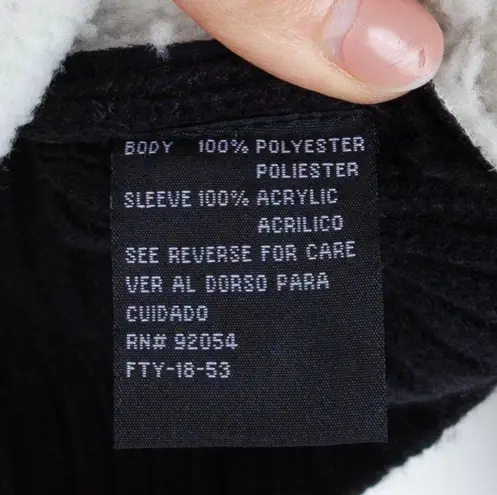 BODY 100% POLYESTER
POLIESTER
SLEEVE 100% ACRYLIC
ACRILICO
SEE REVERSE FOR CARE
VER AL DORSO PARA
CUIDADO
RN# 92054
FTY-18-53